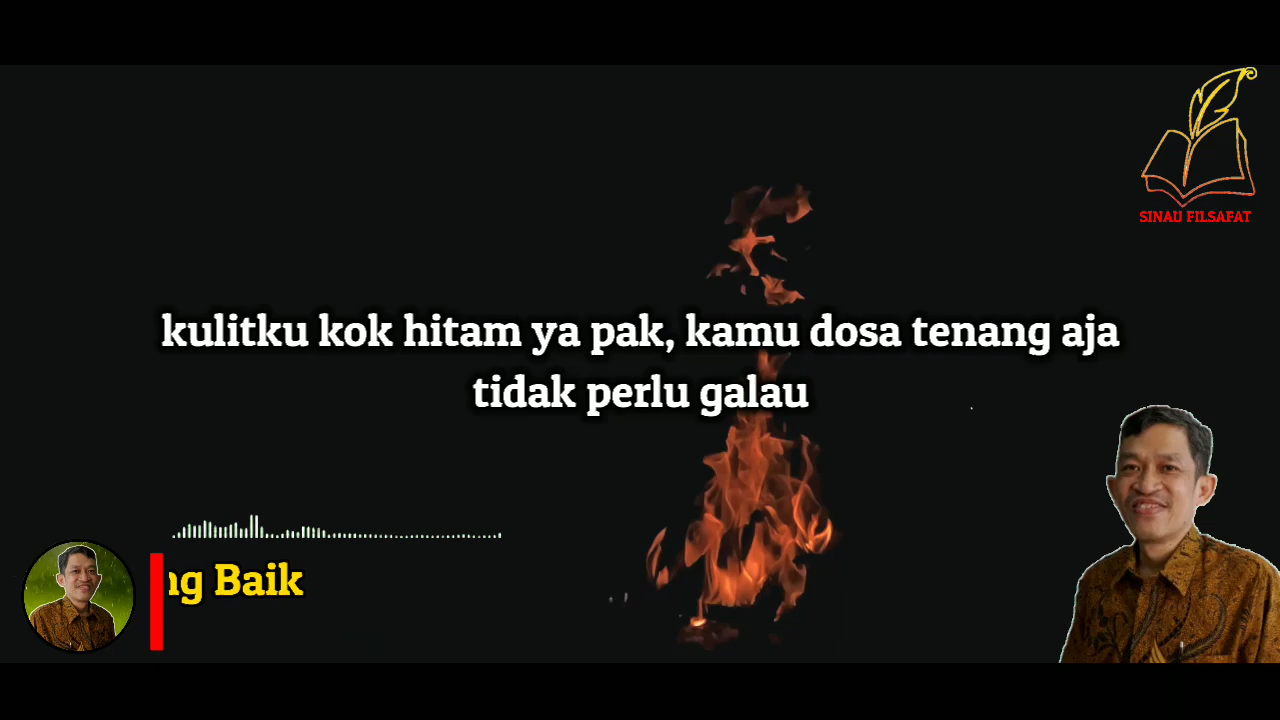 SINAU FILSAFAT
kulitku kok hitam ya pak, kamu dosa tenang aja
tidak perlu galau
Baik